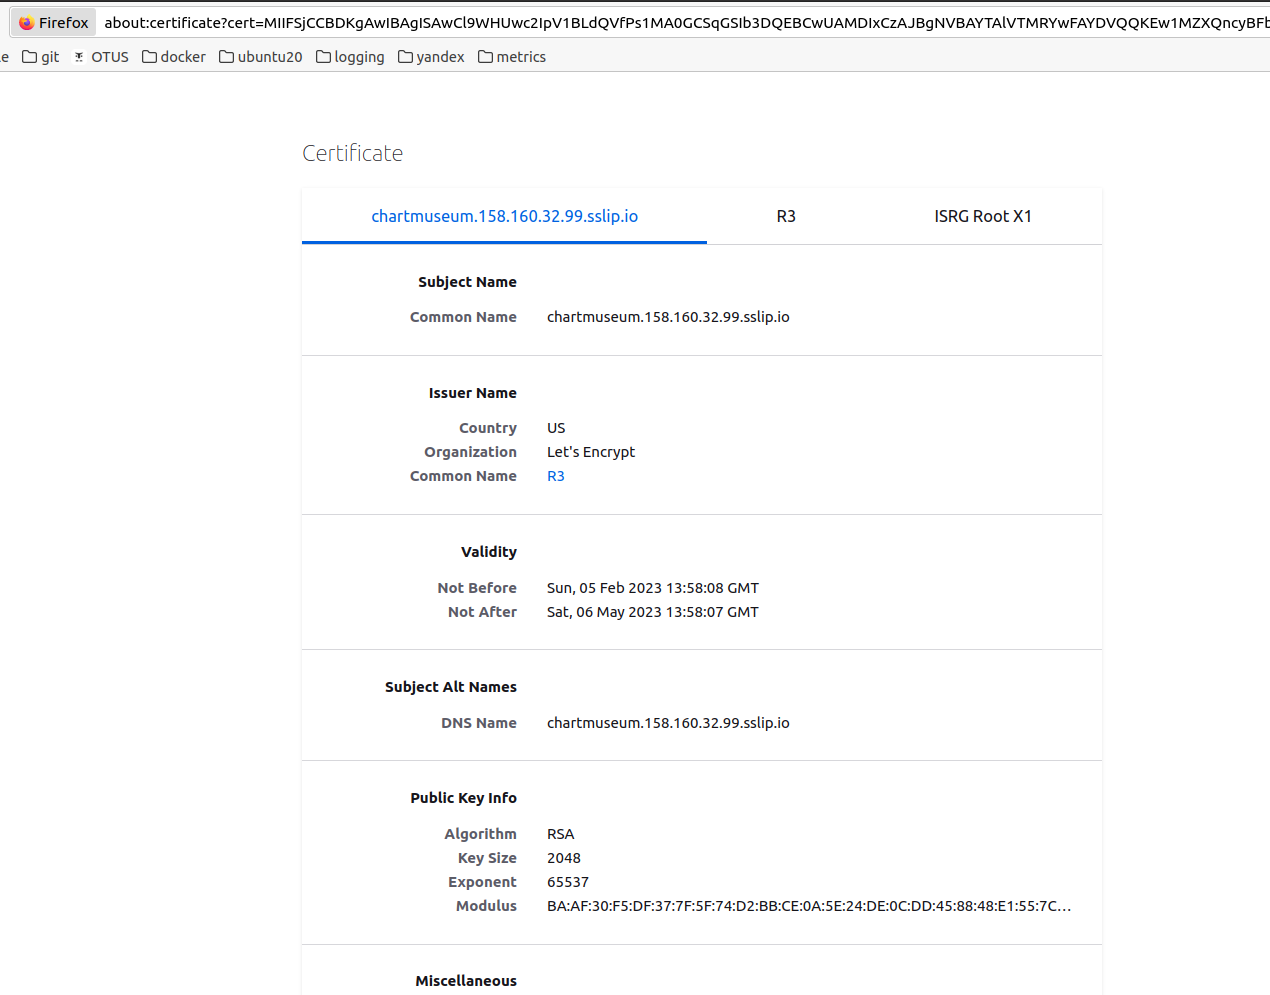 Firefox about:certificate?cert=MIIFSjCCBDKgAwIBAgISAwCl9WHUwc2IpV1BLdQVfPs1MA0GCSqGSIb3DQEBCwUAMDIxCzAJBgNVBAYTAlVTMRYwFAYDVQQKEw1MZXQncyBFb
e git OTUS docker ubuntu20 logging yandex metrics
Certificate
chartmuseum.158.160.32.99.sslip.io R3 ISRG Root X1
Subject Name
Common Name chartmuseum.158.160.32.99.sslip.io
Issuer Name
Country US
Organization Let's Encrypt
Common Name R3
Validity
Not Before Sun, 05 Feb 2023 13:58:08 GMT
Not After Sat, 06 May 2023 13:58:07 GMT
Subject Alt Names
DNS Name chartmuseum.158.160.32.99.sslip.io
Public Key Info
Algorithm RSA
Key Size 2048
Exponent 65537
Modulus BA:AF:30:F5:DF:37:7F:5F:74:D2:BB:CE:0A:5E:24:DE:0C:DD:45:88:48:E1:55:7C…
Miscellaneous